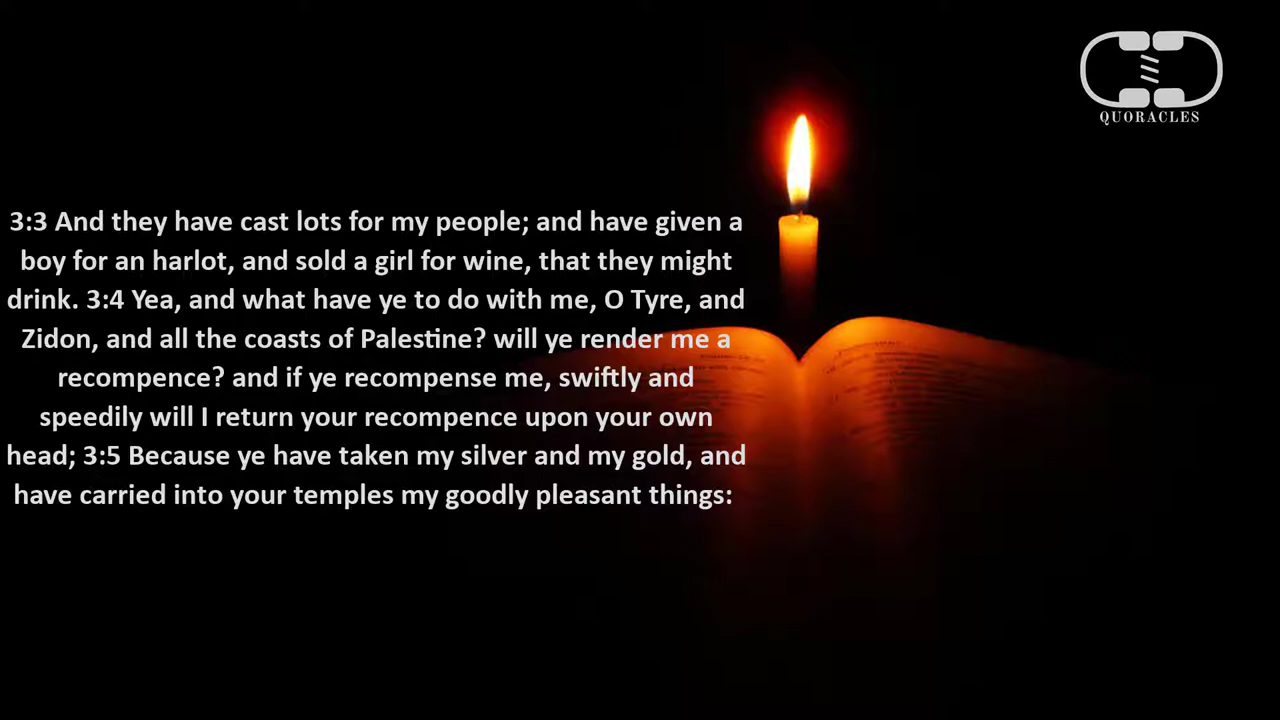 QUORACLES
3:3 And they have cast lots for my people; and have given a
boy for an harlot, and sold a girl for wine, that they might
drink. 3:4 Yea, and what have ye to do with me, O Tyre, and
Zidon, and all the coasts of Palestine? will ye render me a
recompence? and if ye recompense me, swiftly and
speedily will I return your recompence upon your own
head; 3:5 Because ye have taken my silver and my gold, and
have carried into your temples my goodly pleasant things: